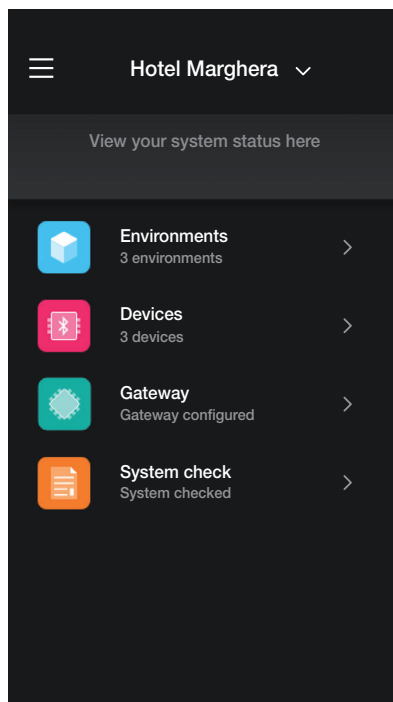 Hotel Marghera
View your system status here
Environments
3 environments
Devices
3 devices
Gateway
Gateway configured
System check
System checked